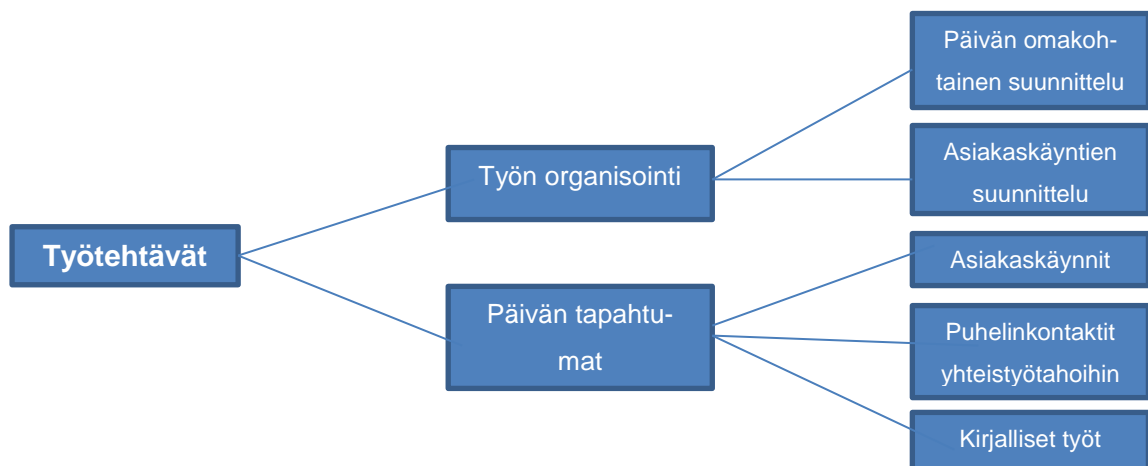 Työtehtävät
Työn organisointi
Päivän tapahtu-
mat
Päivän omakoh-
tainen suunnittelu
Asiakaskäyntien
suunnittelu
Asiakaskäynnit
Puhelinkontaktit
yhteistyötahoihin
Kirjalliset työt